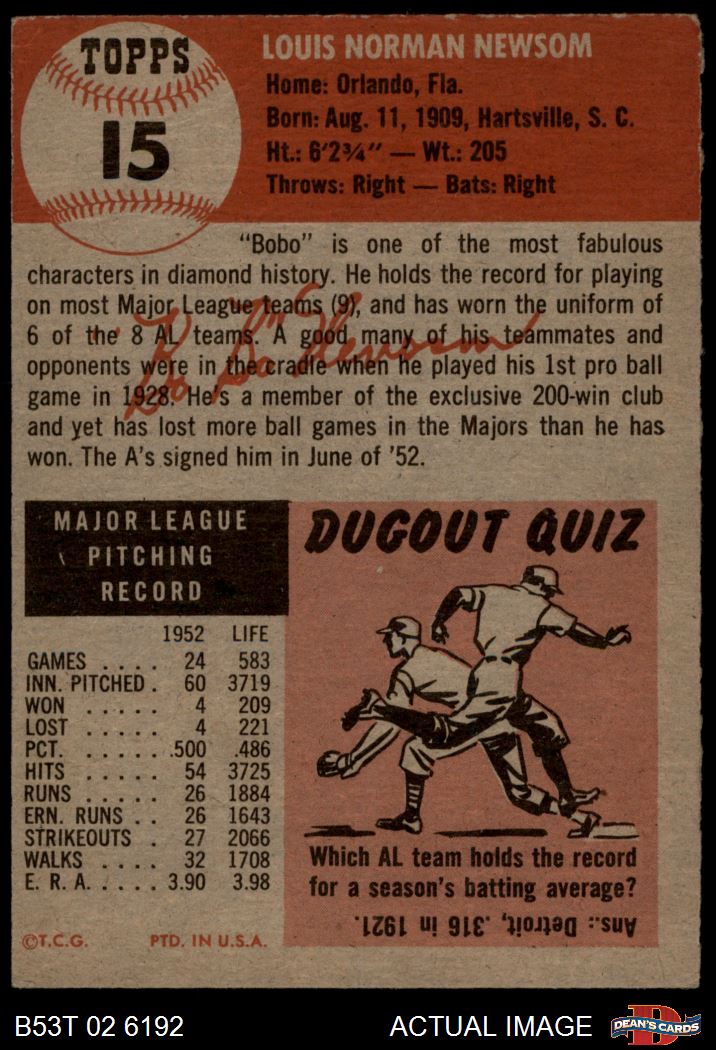 TOPPS
15
LOUIS NORMAN NEWSOM
Home: Orlando, Fla.
Born: Aug. 11, 1909, Hartsville, S. C.
Ht.: 6'2¾" — Wt.: 205
Throws: Right — Bats: Right
"Bobo" is one of the most fabulous
characters in diamond history. He holds the record for playing
on most Major League teams (9), and has worn the uniform of
6 of the 8 AL teams. A good many of his teammates and
opponents were in the cradle when he played his 1st pro ball
game in 1928. He's a member of the exclusive 200-win club
and yet has lost more ball games in the Majors than he has
won. The A's signed him in June of '52.
"Bo Bo" Newsom
MAJOR LEAGUE
PITCHING
RECORD
1952 LIFE
GAMES .... 24 583
INN. PITCHED . 60 3719
WON ..... 4 209
LOST ..... 4 221
PCT. ..... .500 .486
HITS ..... 54 3725
RUNS ..... 26 1884
ERN. RUNS .. 26 1643
STRIKEOUTS . 27 2066
WALKS .... 32 1708
E. R. A. .... 3.90 3.98
©T.C.G. PTD. IN U.S.A.
DUGOUT QUIZ
Which AL team holds the record
for a season's batting average?
Ans.: Detroit, .316 in 1921.
B53T 02 6192
ACTUAL IMAGE
D
DEAN'S CARDS